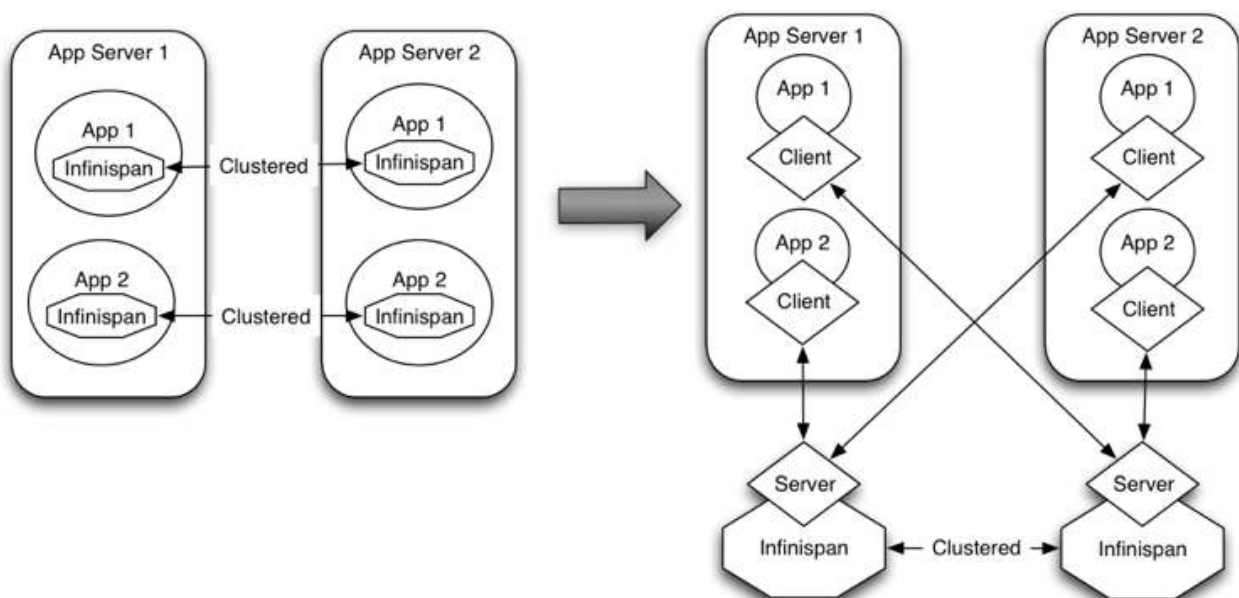 App Server 1
App 1
Infinispan
App 2
Infinispan
Clustered
Clustered
App Server 2
App 1
Infinispan
App 2
Infinispan
App Server 1
App 1
Client
App 2
Client
App Server 2
App 1
Client
App 2
Client
Server
Infinispan
Clustered
Server
Infinispan